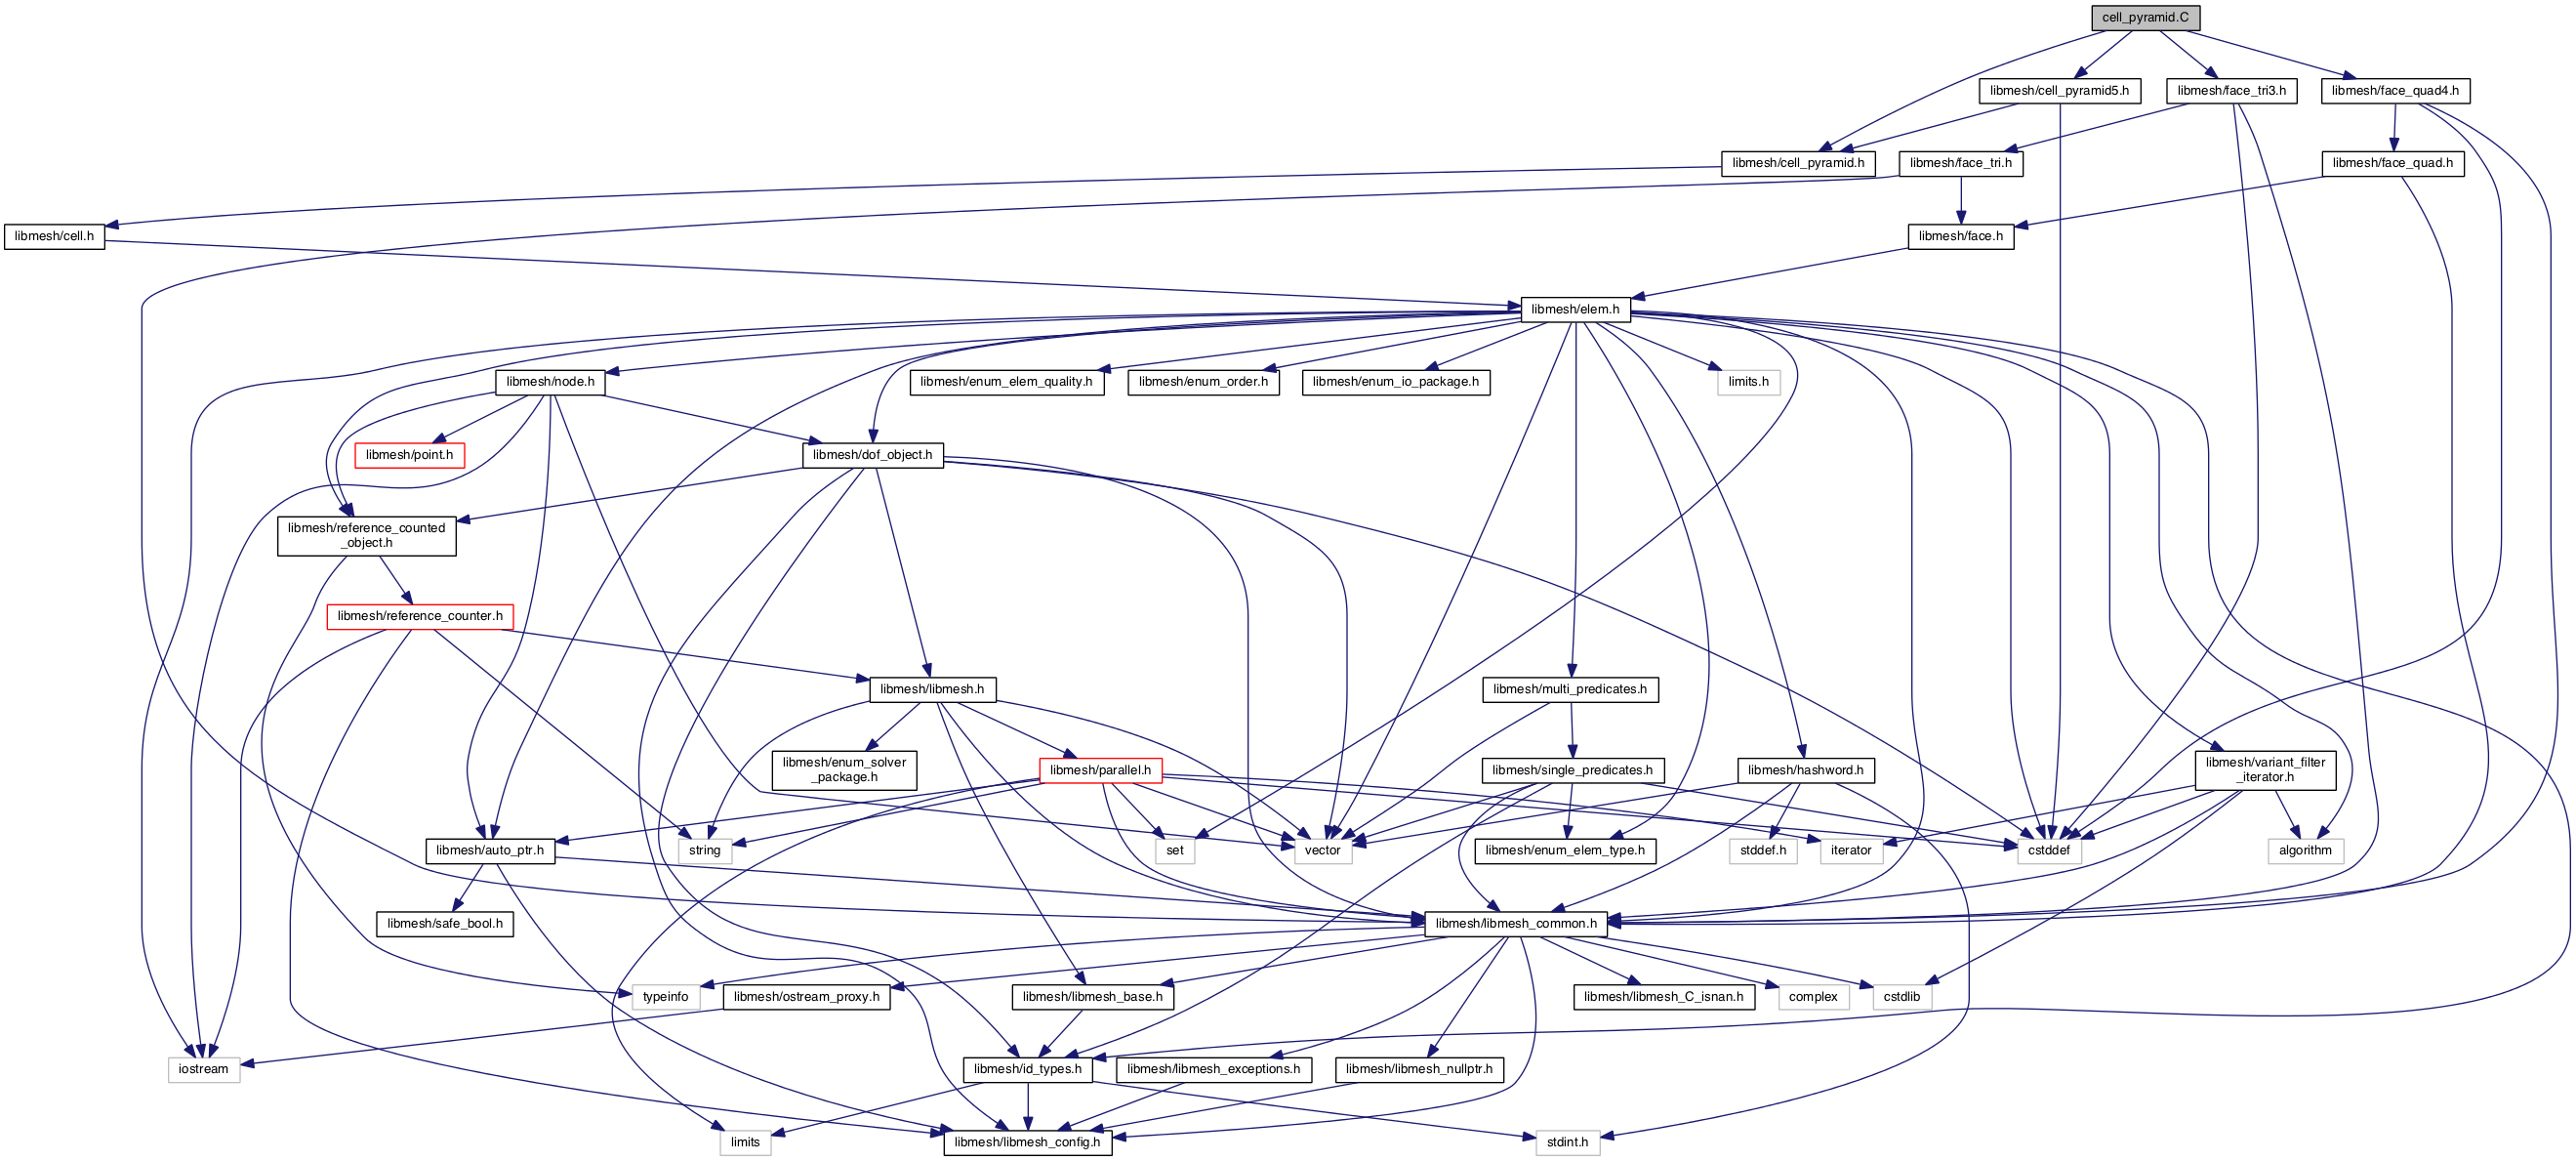 cell_pyramid.C
libmesh/cell_pyramid5.h
libmesh/face_tri3.h
libmesh/face_quad4.h
libmesh/cell_pyramid.h
libmesh/face_tri.h
libmesh/face_quad.h
libmesh/cell.h
libmesh/face.h
libmesh/elem.h
libmesh/node.h
libmesh/enum_elem_quality.h
libmesh/enum_order.h
libmesh/enum_io_package.h
limits.h
libmesh/point.h
libmesh/dof_object.h
libmesh/reference_counted
_object.h
libmesh/reference_counter.h
libmesh/libmesh.h
libmesh/multi_predicates.h
libmesh/enum_solver
_package.h
libmesh/parallel.h
libmesh/single_predicates.h
libmesh/hashword.h
libmesh/variant_filter
_iterator.h
libmesh/auto_ptr.h
string
set
vector
libmesh/enum_elem_type.h
stddef.h
iterator
cstddef
algorithm
libmesh/safe_bool.h
libmesh/libmesh_common.h
typeinfo
libmesh/ostream_proxy.h
libmesh/libmesh_base.h
libmesh/libmesh_C_isnan.h
complex
cstdlib
iostream
libmesh/id_types.h
libmesh/libmesh_exceptions.h
libmesh/libmesh_nullptr.h
limits
libmesh/libmesh_config.h
stdint.h